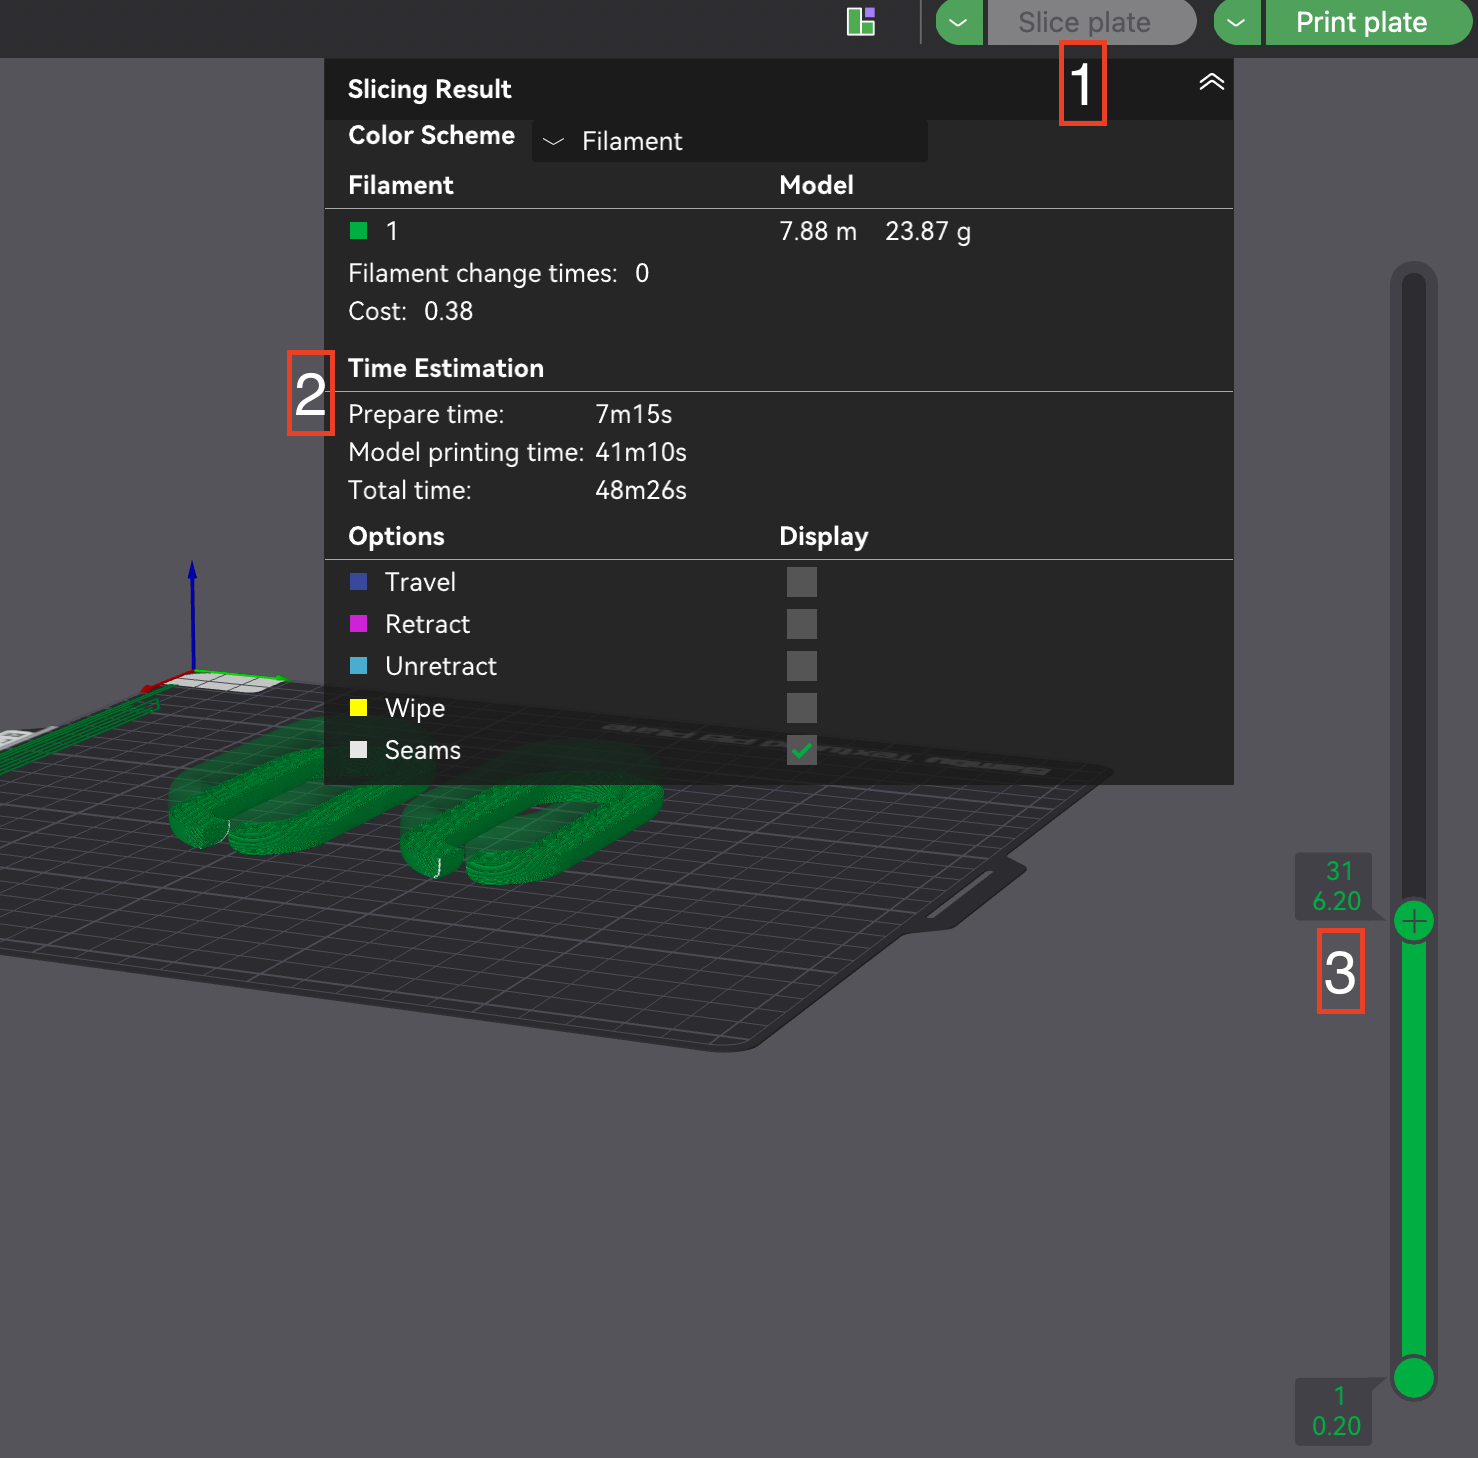 Slice plate
Print plate
1
Slicing Result
Color Scheme
Filament
Filament
Model
1
7.88 m
23.87 g
Filament change times: 0
Cost: 0.38
2
Time Estimation
Prepare time: 7m15s
Model printing time: 41m10s
Total time: 48m26s
Options
Display
Travel
Retract
Unretract
Wipe
Seams
31
6.20
3
1
0.20